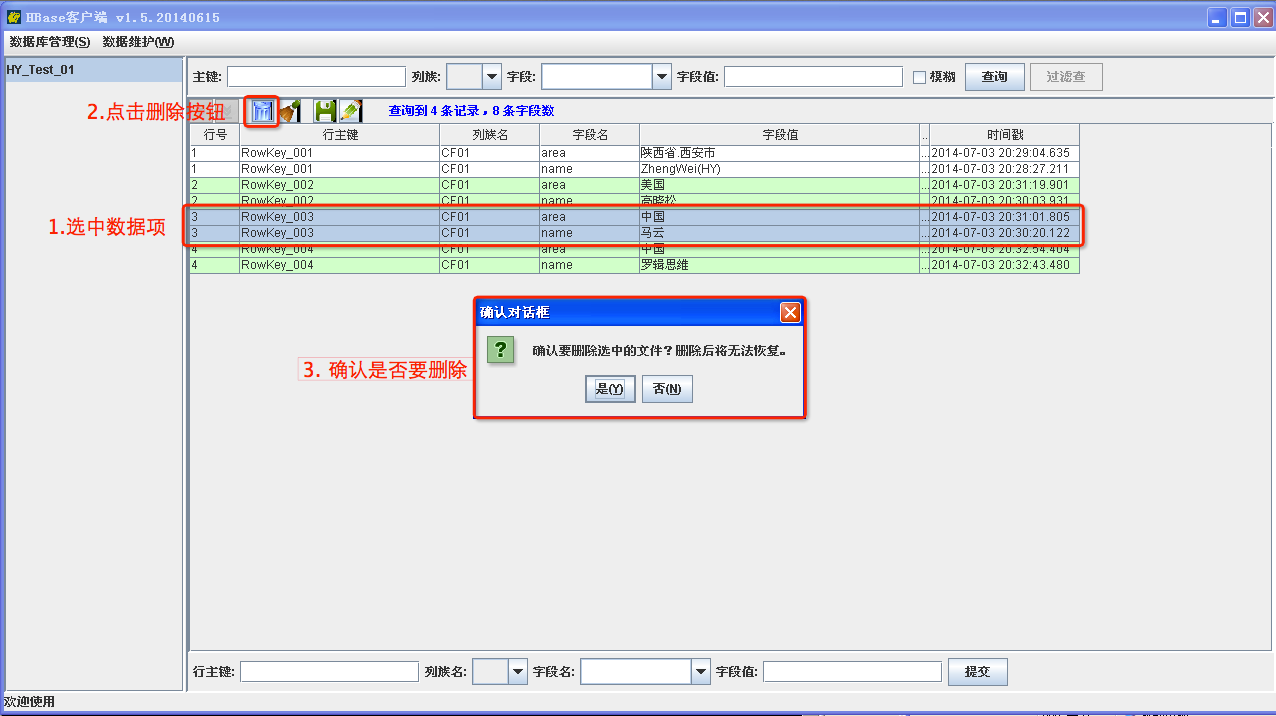 HBase客户端 v1.5.20140615
数据库管理(S) 数据维护(W)
HY_Test_01
主键: 列族: 字段: 字段值: 模糊 查询 过滤查
2.点击删除按钮
查询到 4 条记录，8 条字段数
行号 行主键 列族名 字段名 字段值 .. 时间戳
1 RowKey_001 CF01 area 陕西省.西安市 ... 2014-07-03 20:29:04.635
1 RowKey_001 CF01 name ZhengWei(HY) ... 2014-07-03 20:28:27.211
2 RowKey_002 CF01 area 美国 ... 2014-07-03 20:31:19.901
2 RowKey_002 CF01 name 高晓松 ... 2014-07-03 20:30:03.931
1.选中数据项
3 RowKey_003 CF01 area 中国 ... 2014-07-03 20:31:01.805
3 RowKey_003 CF01 name 马云 ... 2014-07-03 20:30:20.122
4 RowKey_004 CF01 area 中国 ... 2014-07-03 20:32:54.404
4 RowKey_004 CF01 name 罗辑思维 ... 2014-07-03 20:32:43.480
确认对话框
?
确认要删除选中的文件？删除后将无法恢复。
3. 确认是否要删除
是(Y) 否(N)
行主键: 列族名: 字段名: 字段值: 提交
欢迎使用